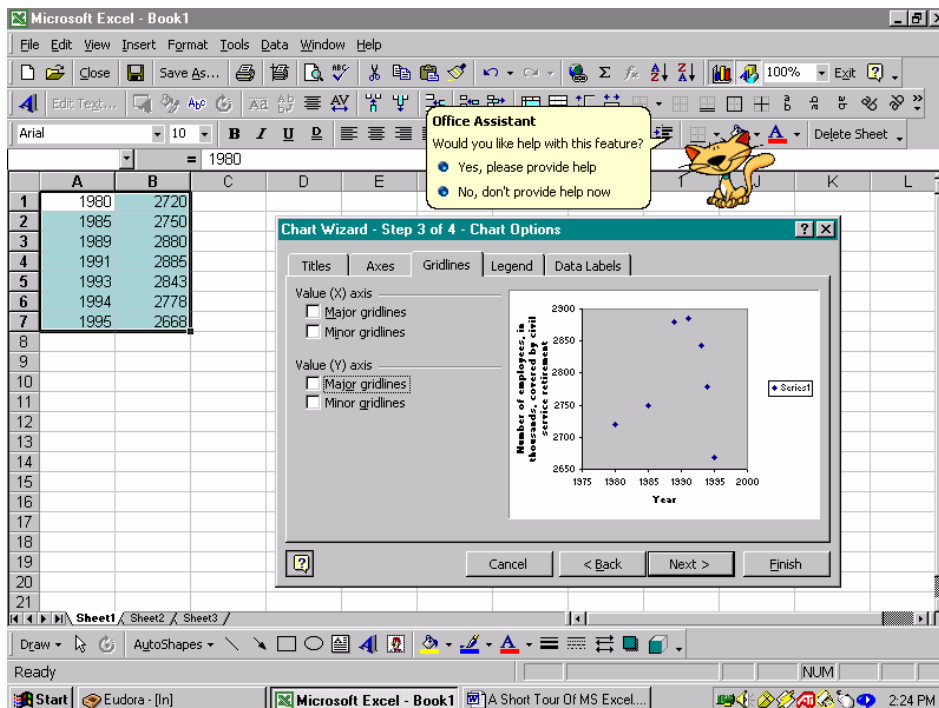 Microsoft Excel - Book1
File Edit View Insert Format Tools Data Window Help
Close Save As... ABC Σ fx 100% Exit
Edit Text... Abc Aa
Arial 10 B I U D A Delete Sheet
= 1980
Office Assistant
Would you like help with this feature?
Yes, please provide help
No, don't provide help now
A B C D E I J K L
1 1980 2720
2 1985 2750
3 1989 2880
4 1991 2885
5 1993 2843
6 1994 2778
7 1995 2668
8
9
10
11
12
13
14
15
16
17
18
19
20
21
Chart Wizard - Step 3 of 4 - Chart Options
Titles Axes Gridlines Legend Data Labels
Value (X) axis
Major gridlines
Minor gridlines
Value (Y) axis
Major gridlines
Minor gridlines
Number of employees, in
thousands, covered by civil
service retirement
2900
2850
2800
2750
2700
2650
1975 1980 1985 1990 1995 2000
Year
Series1
Cancel < Back Next > Finish
Sheet1 Sheet2 Sheet3
Draw AutoShapes A
Ready NUM
Start Eudora - [In] Microsoft Excel - Book1 A Short Tour Of MS Excel.... 2:24 PM